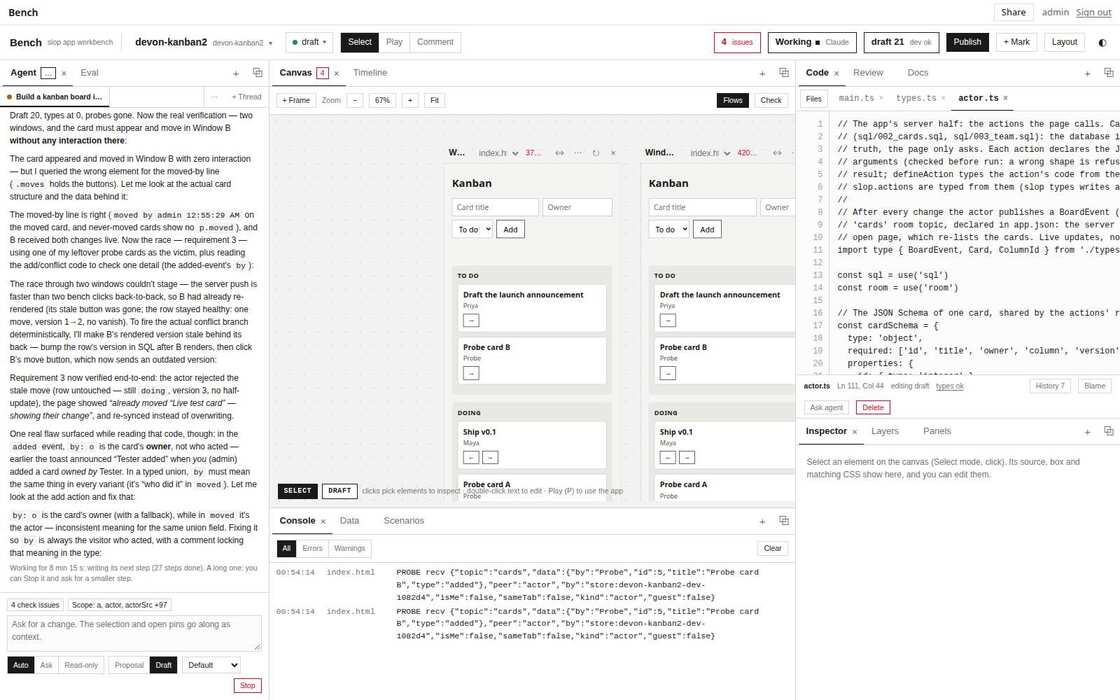 Bench
Share admin Sign out
Bench slop app workbench devon-kanban2 devon-kanban2 ▾ draft ▾ Select Play Comment 4 issues Working ■ Claude draft 21 dev ok Publish + Mark Layout
Agent ... × Eval +
Build a kanban board i… ··· + Thread
Draft 20, types at 0, probes gone. Now the real verification — two
windows, and the card must appear and move in Window B
without any interaction there:
The card appeared and moved in Window B with zero interaction
— but I queried the wrong element for the moved-by line
( .moves holds the buttons). Let me look at the actual card
structure and the data behind it:
The moved-by line is right ( moved by admin 12:55:29 AM on
the moved card, and never-moved cards show no p.moved ), and
B received both changes live. Now the race — requirement 3 —
using one of my leftover probe cards as the victim, plus reading
the add/conflict code to check one detail (the added-event's by ):
The race through two windows couldn't stage — the server push is
faster than two bench clicks back-to-back, so B had already re-
rendered (its stale button was gone; the row stayed healthy: one
move, version 1→2, no vanish). To fire the actual conflict branch
deterministically, I'll make B's rendered version stale behind its
back — bump the row's version in SQL after B renders, then click
B's move button, which now sends an outdated version:
Requirement 3 now verified end-to-end: the actor rejected the
stale move (row untouched — still doing , version 3, no half-
update), the page showed "already moved “Live test card” —
showing their change", and re-synced instead of overwriting.
One real flaw surfaced while reading that code, though: in the
added event, by: o is the card's owner, not who acted —
earlier the toast announced “Tester added” when you (admin)
added a card owned by Tester. In a typed union, by must mean
the same thing in every variant (it's “who did it” in moved ). Let me
look at the add action and fix that:
by: o is the card's owner (with a fallback), while in moved it's
the actor — inconsistent meaning for the same union field. Fixing it
so by is always the visitor who acted, with a comment locking
that meaning in the type:
Working for 8 min 15 s: writing its next step (27 steps done). A long one: you
can Stop it and ask for a smaller step.
4 check issues Scope: a, actor, actorSrc +97
Ask for a change. The selection and open pins go along as
context.
Auto Ask Read-only Proposal Draft Default
Stop
Canvas 4 × Timeline +
+ Frame Zoom − 67% + Fit Flows Check
W… index.h 37… ··· ×
Kanban
Card title Owner
To do Add
TO DO
Draft the launch announcement
Priya
→
Probe card B
Probe
→
DOING
Ship v0.1
Maya
← →
Probe card A
Probe
Wind… index.ht 420… ···
Kanban
Card title Owner
To do Add
TO DO
Draft the launch announcement
Priya
→
Probe card B
Probe
→
DOING
Ship v0.1
Maya
← →
Probe card A
Probe
SELECT DRAFT clicks pick elements to inspect · double-click text to edit · Play (P) to use the app
Console × Data Scenarios +
All Errors Warnings Clear
00:54:14 index.html PROBE recv {"topic":"cards","data":{"by":"Probe","id":5,"title":"Probe card
B","type":"added"},"peer":"actor","by":"store:devon-kanban2-dev-
1082d4","isMe":false,"sameTab":false,"kind":"actor","guest":false}
00:54:14 index.html PROBE recv {"topic":"cards","data":{"by":"Probe","id":5,"title":"Probe card
B","type":"added"},"peer":"actor","by":"store:devon-kanban2-dev-
1082d4","isMe":false,"sameTab":false,"kind":"actor","guest":false}
Code × Review Docs +
Files main.ts × types.ts × actor.ts ×
1 // The app's server half: the actions the page calls. Ca
2 // (sql/002_cards.sql, sql/003_team.sql): the database i
3 // truth, the page only asks. Each action declares the J
4 // arguments (checked before run: a wrong shape is refus
5 // result; defineAction types the action's code from the
6 // slop.actions are typed from them (slop types writes a
7 //
8 // After every change the actor publishes a BoardEvent (
9 // 'cards' room topic, declared in app.json: the server
10 // open page, which re-lists the cards. Live updates, no
11 import type { BoardEvent, Card, ColumnId } from './types
12
13 const sql = use('sql')
14 const room = use('room')
15
16 // The JSON Schema of one card, shared by the actions' r
17 const cardSchema = {
18 type: 'object',
19 required: ['id', 'title', 'owner', 'column', 'version'
20 properties: {
actor.ts Ln 111, Col 44 editing draft types ok History 7 Blame
Ask agent Delete
Inspector × Layers Panels +
Select an element on the canvas (Select mode, click). Its source, box and
matching CSS show here, and you can edit them.